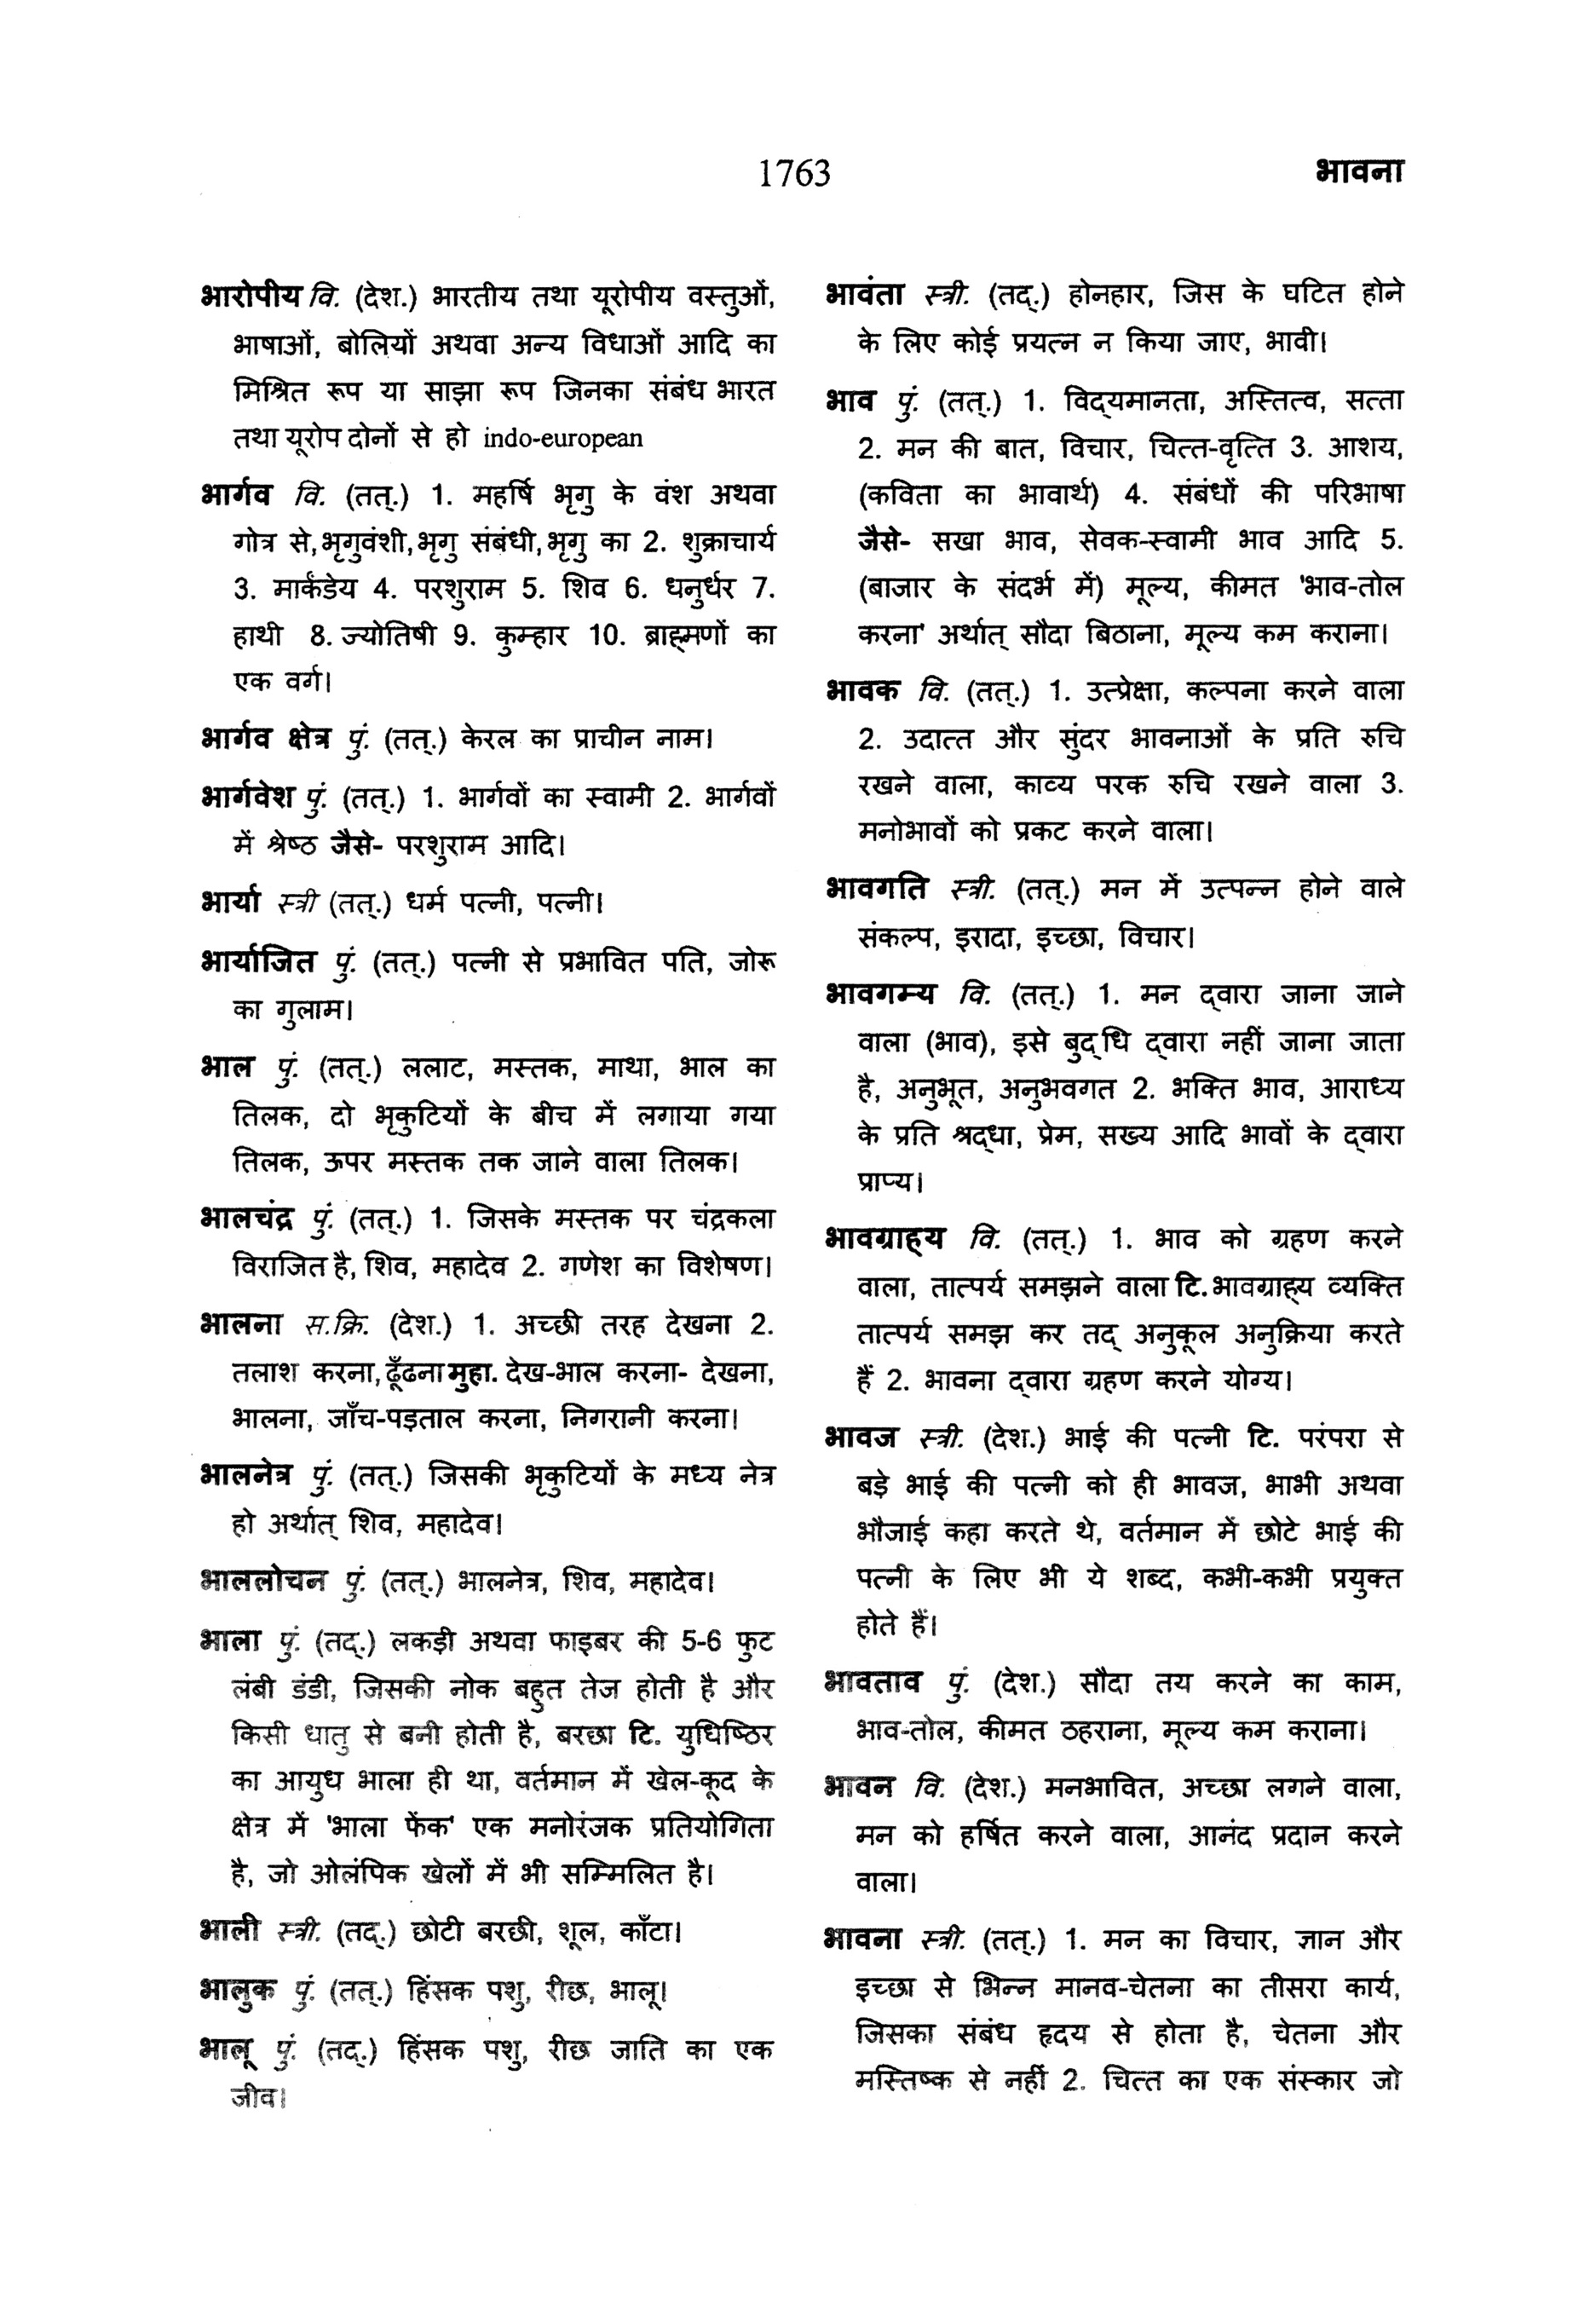 1763
भावना
भारोपीय वि. (देश.) भारतीय तथा यूरोपीय वस्तुओं,
भाषाओं, बोलियों अथवा अन्य विधाओं आदि का
मिश्रित रूप या साझा रूप जिनका संबंध भारत
तथा यूरोप दोनों से हो indo-european
भार्गव वि. (तत्.) 1. महर्षि भृगु के वंश अथवा
गोत्र से, भृगुवंशी, भृगु संबंधी, भृगु का 2. शुक्राचार्य
3. मार्कंडेय 4. परशुराम 5. शिव 6. धनुर्धर 7.
हाथी 8. ज्योतिषी 9. कुम्हार 10. ब्राह्मणों का
एक वर्ग।
भार्गव क्षेत्र पुं. (तत्.) केरल का प्राचीन नाम।
भार्गवेश पुं. (तत्.) 1. भार्गवों का स्वामी 2. भार्गवों
में श्रेष्ठ जैसे- परशुराम आदि।
भार्या स्त्री (तत्.) धर्म पत्नी, पत्नी।
भार्याजित पुं. (तत्.) पत्नी से प्रभावित पति, जोरू
का गुलाम।
भाल पुं. (तत्.) ललाट, मस्तक, माथा, भाल का
तिलक, दो भृकुटियों के बीच में लगाया गया
तिलक, ऊपर मस्तक तक जाने वाला तिलक।
भालचंद्र पुं. (तत्.) 1. जिसके मस्तक पर चंद्रकला
विराजित है, शिव, महादेव 2. गणेश का विशेषण।
भालना स.क्रि. (देश.) 1. अच्छी तरह देखना 2.
तलाश करना, ढूँढना मुहा. देख-भाल करना- देखना,
भालना, जाँच-पड़ताल करना, निगरानी करना।
भालनेत्र पुं. (तत्.) जिसकी भृकुटियों के मध्य नेत्र
हो अर्थात् शिव, महादेव।
भाललोचन पुं. (तत्.) भालनेत्र, शिव, महादेव।
भाला पुं. (तद्.) लकड़ी अथवा फाइबर की 5-6 फुट
लंबी डंडी, जिसकी नोक बहुत तेज होती है और
किसी धातु से बनी होती है, बरछा टि. युधिष्ठिर
का आयुध भाला ही था, वर्तमान में खेल-कूद के
क्षेत्र में 'भाला फेंक' एक मनोरंजक प्रतियोगिता
है, जो ओलंपिक खेलों में भी सम्मिलित है।
भाली स्त्री. (तद्.) छोटी बरछी, शूल, काँटा।
भालुक पुं. (तत्.) हिंसक पशु, रीछ, भालू।
भालू पुं. (तद्.) हिंसक पशु, रीछ जाति का एक
जीव।
भावंता स्त्री. (तद्.) होनहार, जिस के घटित होने
के लिए कोई प्रयत्न न किया जाए, भावी।
भाव पुं. (तत्.) 1. विद्यमानता, अस्तित्व, सत्ता
2. मन की बात, विचार, चित्त-वृत्ति 3. आशय,
(कविता का भावार्थ) 4. संबंधों की परिभाषा
जैसे- सखा भाव, सेवक-स्वामी भाव आदि 5.
(बाजार के संदर्भ में) मूल्य, कीमत 'भाव-तोल
करना' अर्थात् सौदा बिठाना, मूल्य कम कराना।
भावक वि. (तत्.) 1. उत्प्रेक्षा, कल्पना करने वाला
2. उदात्त और सुंदर भावनाओं के प्रति रुचि
रखने वाला, काव्य परक रुचि रखने वाला 3.
मनोभावों को प्रकट करने वाला।
भावगति स्त्री. (तत्.) मन में उत्पन्न होने वाले
संकल्प, इरादा, इच्छा, विचार।
भावगम्य वि. (तत्.) 1. मन द्वारा जाना जाने
वाला (भाव), इसे बुद्धि द्वारा नहीं जाना जाता
है, अनुभूत, अनुभवगत 2. भक्ति भाव, आराध्य
के प्रति श्रद्धा, प्रेम, सख्य आदि भावों के द्वारा
प्राप्य।
भावग्राह्य वि. (तत्.) 1. भाव को ग्रहण करने
वाला, तात्पर्य समझने वाला टि. भावग्राह्य व्यक्ति
तात्पर्य समझ कर तद् अनुकूल अनुक्रिया करते
हैं 2. भावना द्वारा ग्रहण करने योग्य।
भावज स्त्री. (देश.) भाई की पत्नी टि. परंपरा से
बड़े भाई की पत्नी को ही भावज, भाभी अथवा
भौजाई कहा करते थे, वर्तमान में छोटे भाई की
पत्नी के लिए भी ये शब्द, कभी-कभी प्रयुक्त
होते हैं।
भावताव पुं. (देश.) सौदा तय करने का काम,
भाव-तोल, कीमत ठहराना, मूल्य कम कराना।
भावन वि. (देश.) मनभावित, अच्छा लगने वाला,
मन को हर्षित करने वाला, आनंद प्रदान करने
वाला।
भावना स्त्री. (तत्.) 1. मन का विचार, ज्ञान और
इच्छा से भिन्न मानव-चेतना का तीसरा कार्य,
जिसका संबंध हृदय से होता है, चेतना और
मस्तिष्क से नहीं 2. चित्त का एक संस्कार जो